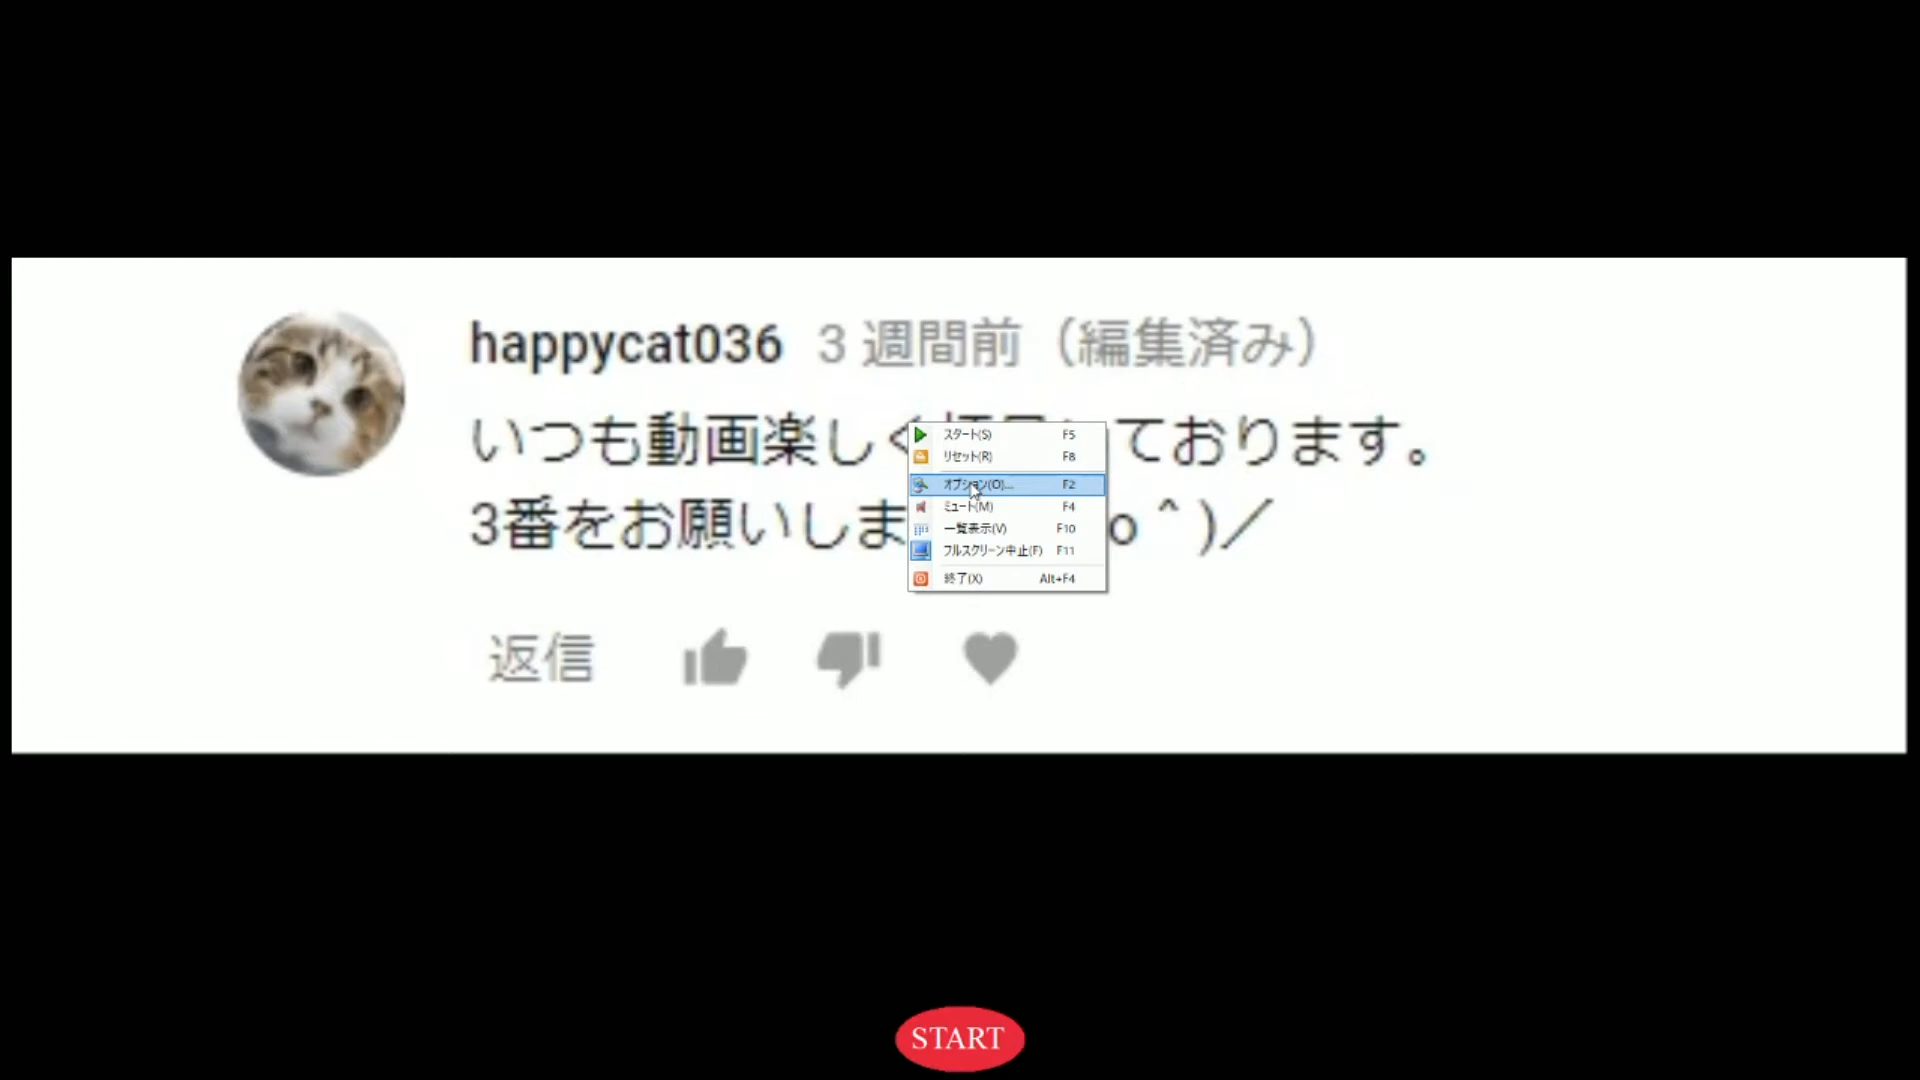 happycat036 3 週間前（編集済み）
いつも動画楽しく ております。
3番をお願いしま o＾)／
スタート(S) F5
リセット(R) F8
オプション(O)... F2
ミュート(M) F4
一覧表示(V) F10
フルスクリーン中止(F) F11
終了(X) Alt+F4
返信
START